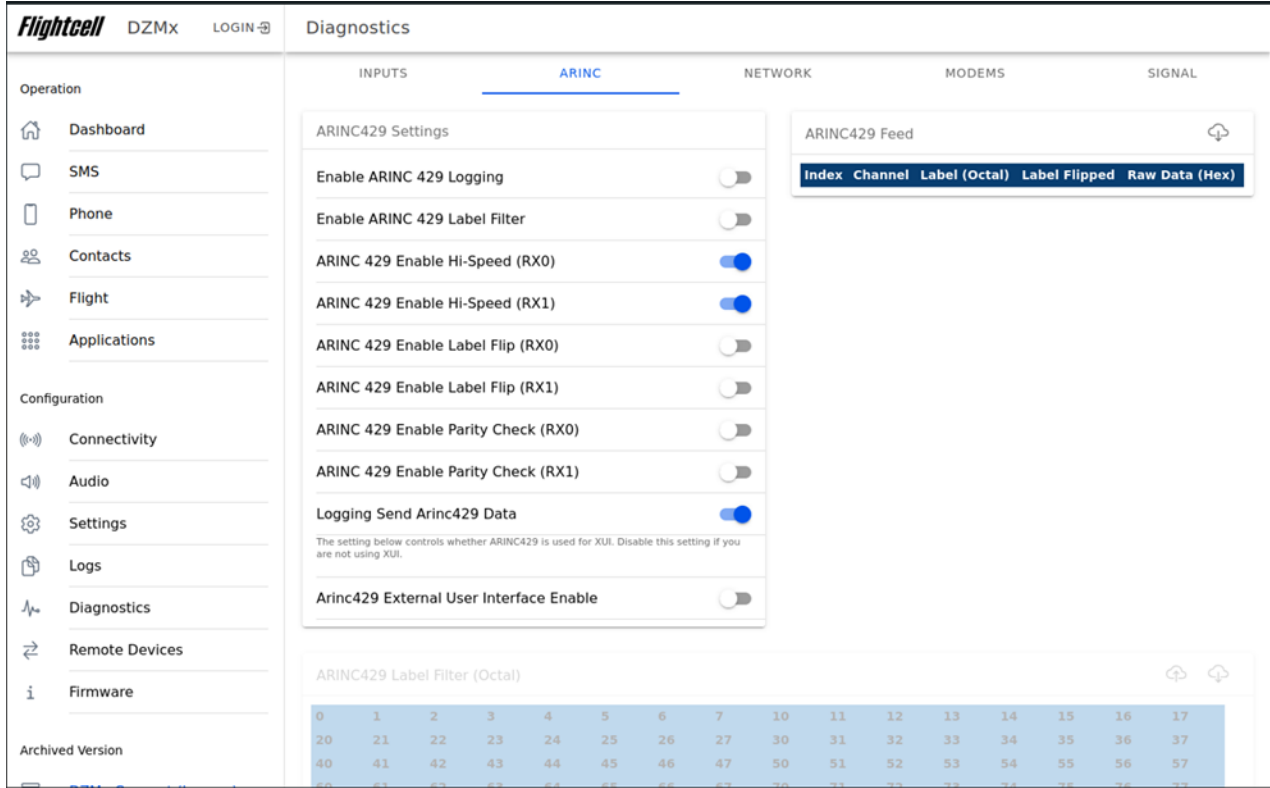 Flightcell DZMx LOGIN
Diagnostics
Operation
Dashboard
SMS
Phone
Contacts
Flight
Applications
Configuration
Connectivity
Audio
Settings
Logs
Diagnostics
Remote Devices
Firmware
Archived Version
INPUTS ARINC NETWORK MODEMS SIGNAL
ARINC429 Settings
Enable ARINC 429 Logging
Enable ARINC 429 Label Filter
ARINC 429 Enable Hi-Speed (RX0)
ARINC 429 Enable Hi-Speed (RX1)
ARINC 429 Enable Label Flip (RX0)
ARINC 429 Enable Label Flip (RX1)
ARINC 429 Enable Parity Check (RX0)
ARINC 429 Enable Parity Check (RX1)
Logging Send Arinc429 Data
The setting below controls whether ARINC429 is used for XUI. Disable this setting if you
are not using XUI.
Arinc429 External User Interface Enable
ARINC429 Feed
Index Channel Label (Octal) Label Flipped Raw Data (Hex)
ARINC429 Label Filter (Octal)
0 1 2 3 4 5 6 7 10 11 12 13 14 15 16 17
20 21 22 23 24 25 26 27 30 31 32 33 34 35 36 37
40 41 42 43 44 45 46 47 50 51 52 53 54 55 56 57